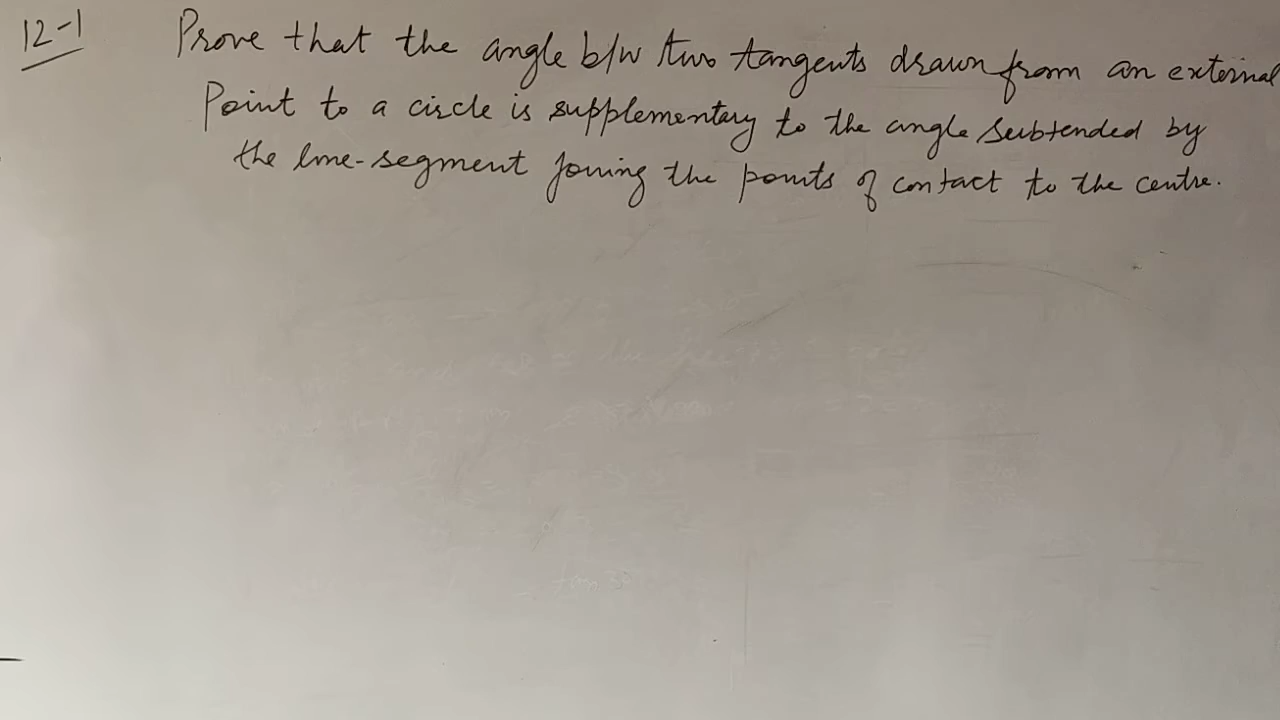 12-1 Prove that the angle b/w two tangents drawn from an external
Point to a circle is supplementary to the angle subtended by
the line-segment joining the points of contact to the centre.